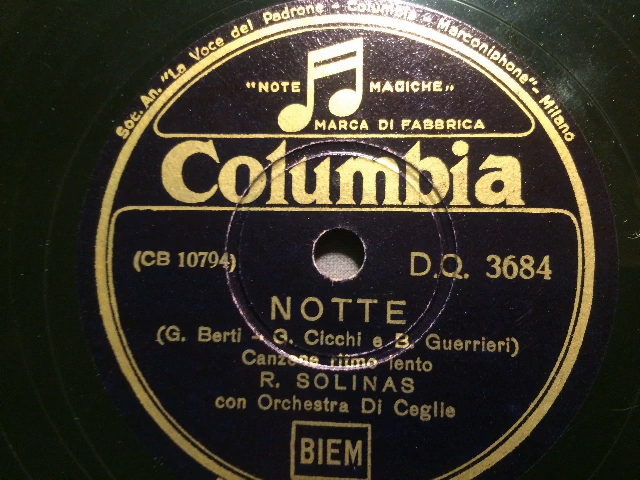 Soc. An. "La Voce del Padrone - Columbia - Marconiphone" - Milano
"NOTE MAGICHE"
MARCA DI FABBRICA
Columbia
(CB 10794) D.Q. 3684
NOTTE
(G. Berti - G. Cicchi e B. Guerrieri)
Canzone ritmo lento
R. SOLINAS
con Orchestra Di Ceglie
BIEM